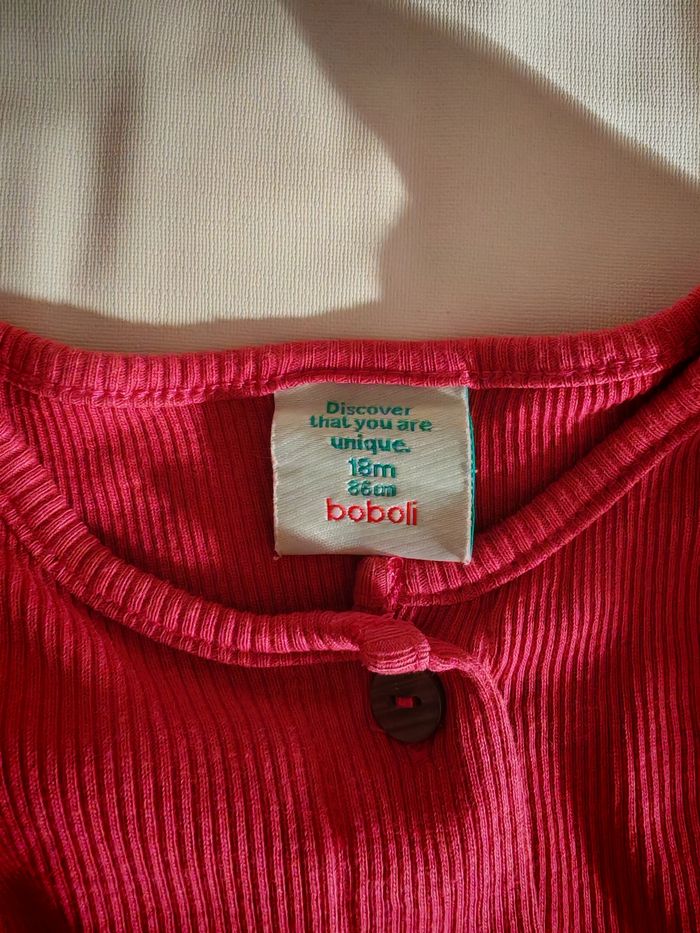 Discover
that you are
unique.
18m
86cm
boboli